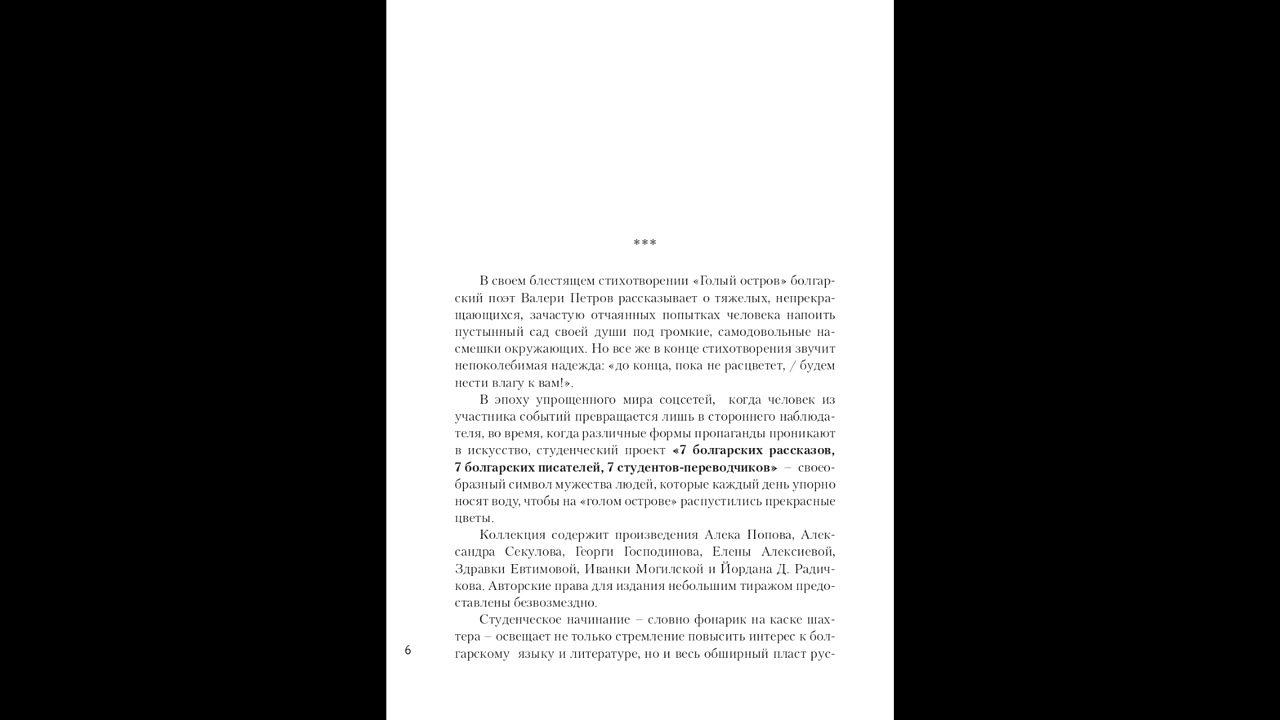 ***
В своем блестящем стихотворении «Голый остров» болгар-
ский поэт Валери Петров рассказывает о тяжелых, непрекра-
щающихся, зачастую отчаянных попытках человека напоить
пустынный сад своей души под громкие, самодовольные на-
смешки окружающих. Но все же в конце стихотворения звучит
непоколебимая надежда: «до конца, пока не расцветет, / будем
нести влагу к вам!».
В эпоху упрощенного мира соцсетей, когда человек из
участника событий превращается лишь в стороннего наблюда-
теля, во время, когда различные формы пропаганды проникают
в искусство, студенческий проект «7 болгарских рассказов,
7 болгарских писателей, 7 студентов-переводчиков» – своео-
бразный символ мужества людей, которые каждый день упорно
носят воду, чтобы на «голом острове» распустились прекрасные
цветы.
Коллекция содержит произведения Алека Попова, Алек-
сандра Секулова, Георги Господинова, Елены Алексиевой,
Здравки Евтимовой, Иванки Могилской и Йордана Д. Радич-
кова. Авторские права для издания небольшим тиражом предо-
ставлены безвозмездно.
Студенческое начинание – словно фонарик на каске шах-
тера – освещает не только стремление повысить интерес к бол-
гарскому языку и литературе, но и весь обширный пласт рус-
6